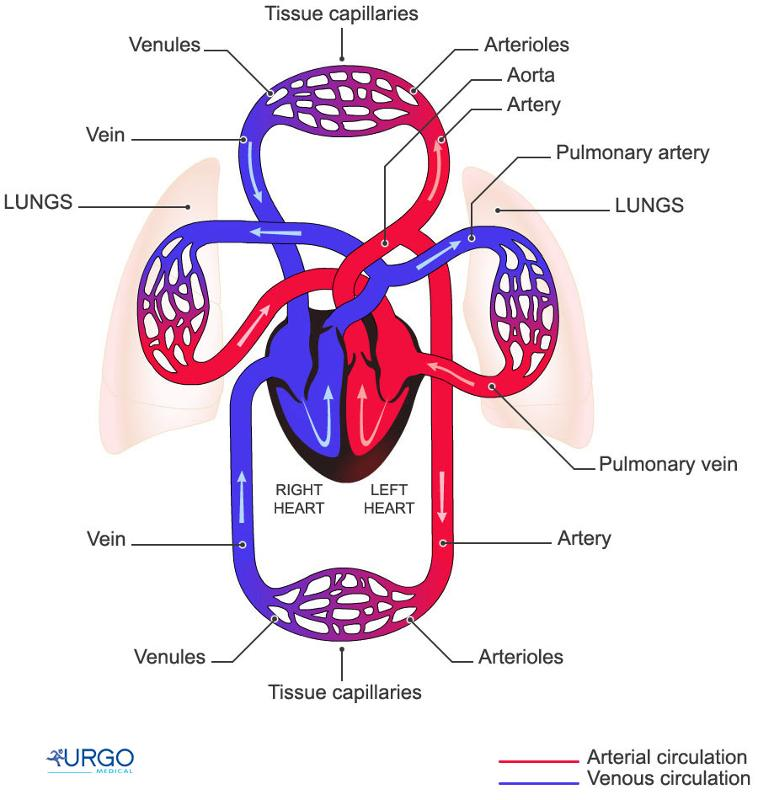 Tissue capillaries
Venules
Arterioles
Aorta
Artery
Vein
Pulmonary artery
LUNGS
LUNGS
Pulmonary vein
RIGHT
HEART
LEFT
HEART
Vein
Artery
Venules
Arterioles
Tissue capillaries
URGO
MEDICAL
Arterial circulation
Venous circulation